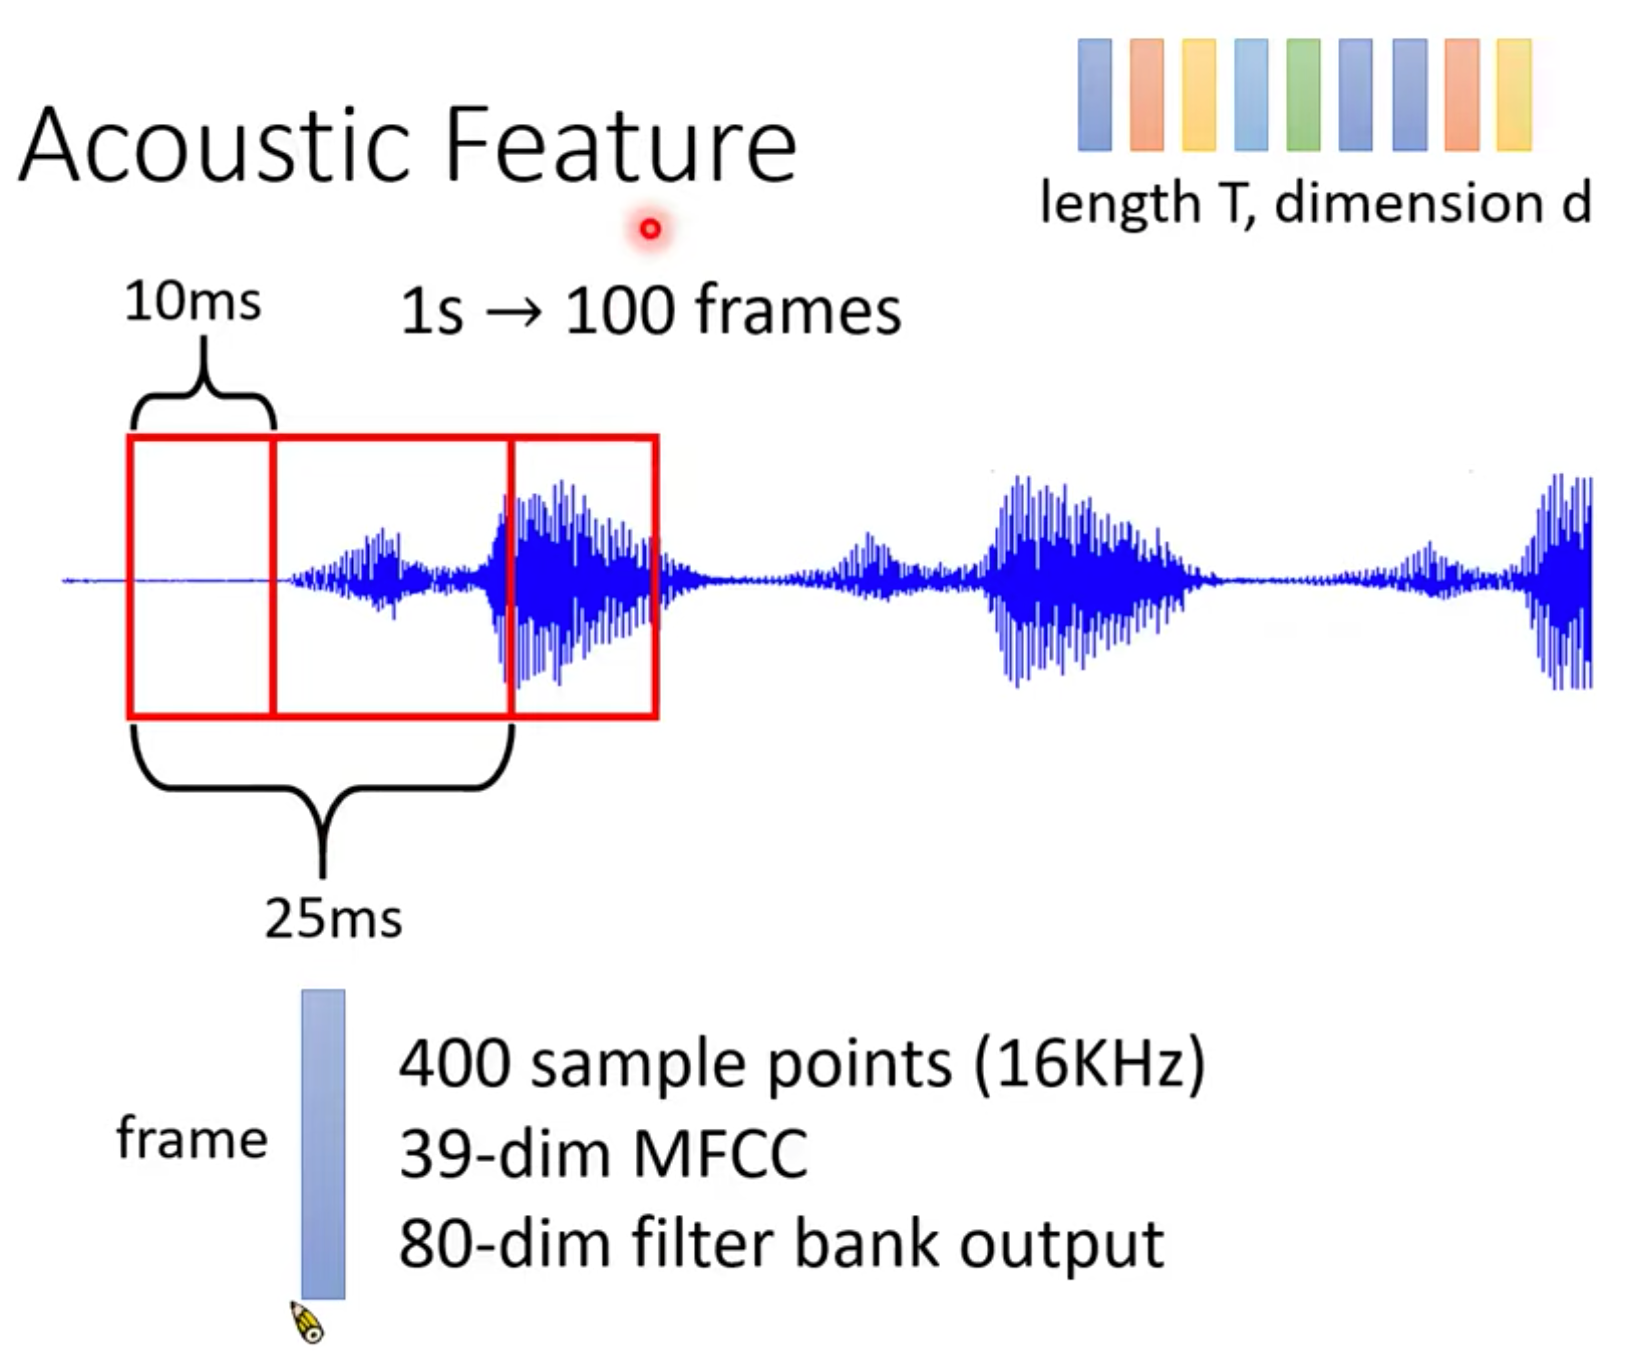 Acoustic Feature
length T, dimension d
10ms
1s → 100 frames
25ms
frame
400 sample points (16KHz)
39-dim MFCC
80-dim filter bank output